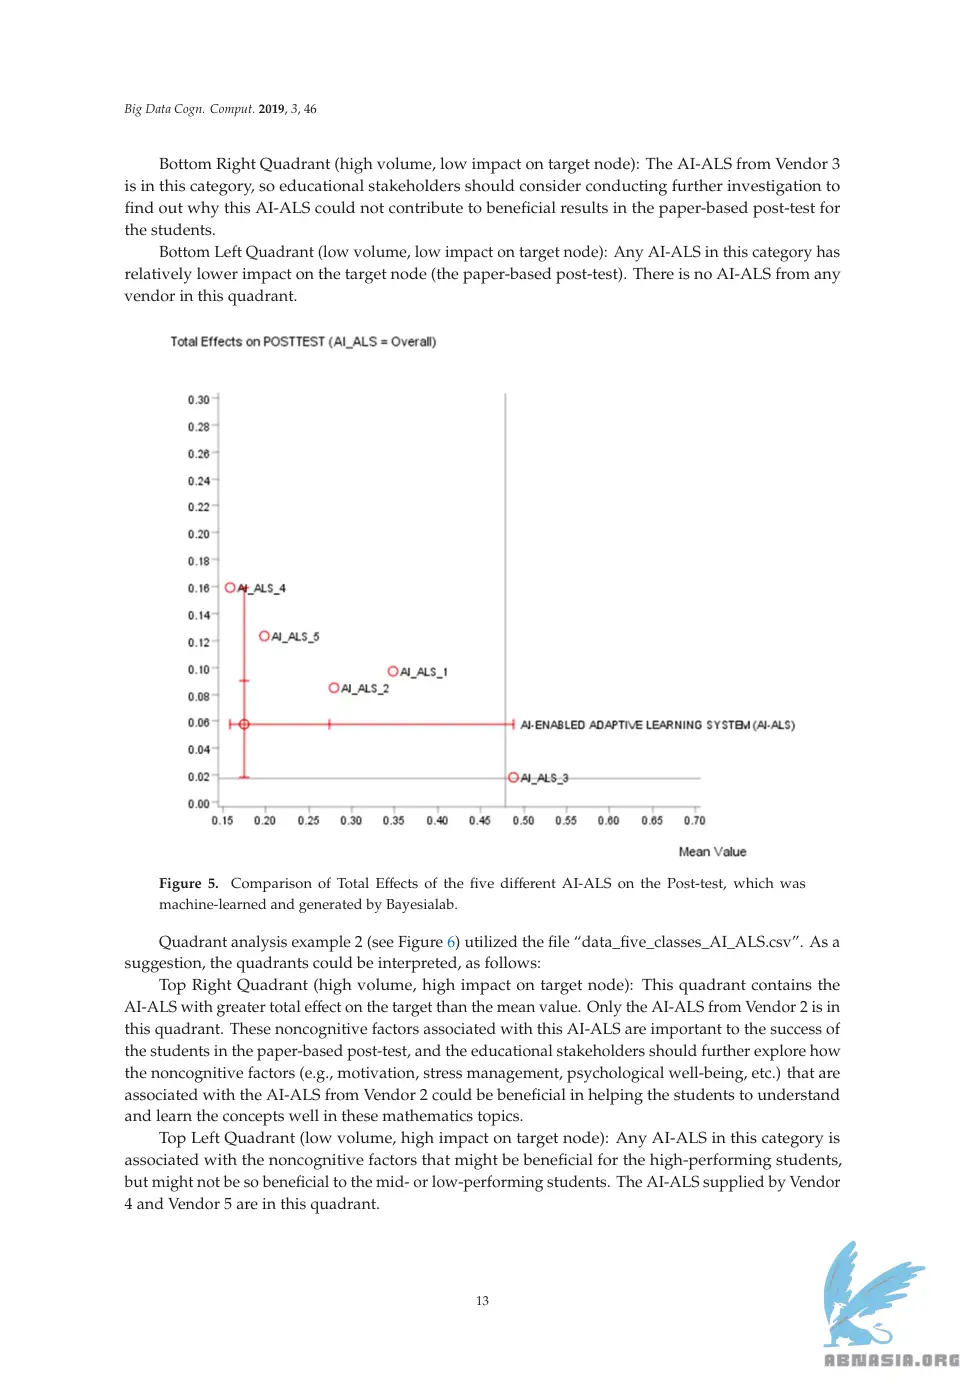 Big Data Cogn. Comput. 2019, 3, 46
Bottom Right Quadrant (high volume, low impact on target node): The AI-ALS from Vendor 3
is in this category, so educational stakeholders should consider conducting further investigation to
find out why this AI-ALS could not contribute to beneficial results in the paper-based post-test for
the students.
Bottom Left Quadrant (low volume, low impact on target node): Any AI-ALS in this category has
relatively lower impact on the target node (the paper-based post-test). There is no AI-ALS from any
vendor in this quadrant.
Total Effects on POSTTEST (AI_ALS = Overall)
0.30
0.28
0.26
0.24
0.22
0.20
0.18
0.16
AI_ALS_4
0.14
AI_ALS_5
0.12
0.10
AI_ALS_1
AI_ALS_2
0.08
0.06
AI-ENABLED ADAPTIVE LEARNING SYSTEM (AI-ALS)
0.04
0.02
AI_ALS_3
0.00
0.15 0.20 0.25 0.30 0.35 0.40 0.45 0.50 0.55 0.60 0.65 0.70
Mean Value
Figure 5. Comparison of Total Effects of the five different AI-ALS on the Post-test, which was
machine-learned and generated by Bayesialab.
Quadrant analysis example 2 (see Figure 6) utilized the file “data_five_classes_AI_ALS.csv”. As a
suggestion, the quadrants could be interpreted, as follows:
Top Right Quadrant (high volume, high impact on target node): This quadrant contains the
AI-ALS with greater total effect on the target than the mean value. Only the AI-ALS from Vendor 2 is in
this quadrant. These noncognitive factors associated with this AI-ALS are important to the success of
the students in the paper-based post-test, and the educational stakeholders should further explore how
the noncognitive factors (e.g., motivation, stress management, psychological well-being, etc.) that are
associated with the AI-ALS from Vendor 2 could be beneficial in helping the students to understand
and learn the concepts well in these mathematics topics.
Top Left Quadrant (low volume, high impact on target node): Any AI-ALS in this category is
associated with the noncognitive factors that might be beneficial for the high-performing students,
but might not be so beneficial to the mid- or low-performing students. The AI-ALS supplied by Vendor
4 and Vendor 5 are in this quadrant.
13
ABNASIA.ORG